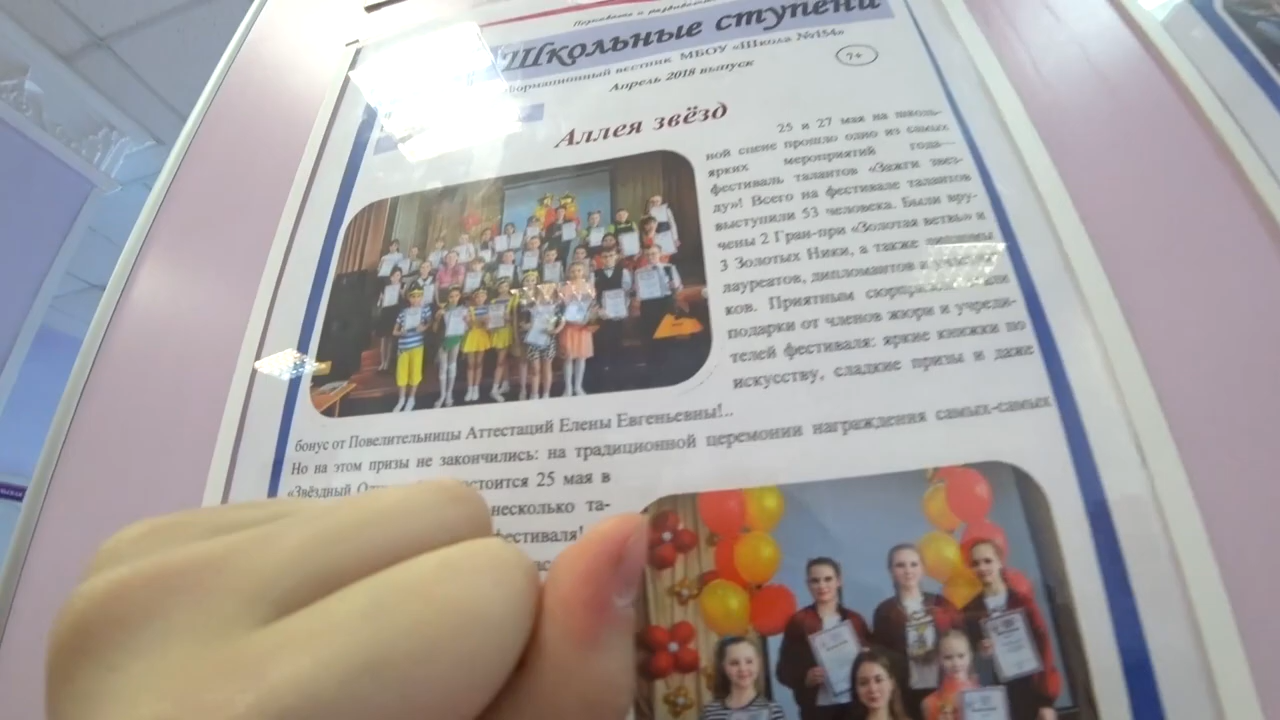 Познавать и
Школьные ступени
информационный вестник МБОУ «Школа №154»
Апрель 2018 выпуск
7+
Аллея звёзд
25 и 27 мая на школь-
ной сцене прошло одно из самых
ярких мероприятий года—
фестиваль талантов «Зажги звез-
ду»! Всего на фестивале талантов
выступили 53 человека. Были вру-
чены 2 Гран-при «Золотая ветвь» и
3 Золотых Ники, а также дипломы
лауреатов, дипломантов и
ков. Приятным
подарки от членов жюри и учреди-
телей фестиваля: яркие книжки по
искусству, сладкие призы и даже
бонус от Повелительницы Аттестаций Елены Евгеньевны!..
Но на этом призы не закончились: на традиционной церемонии награждения самых-самых
«Звёздный стоится 25 мая в
несколько та-
фестиваля!